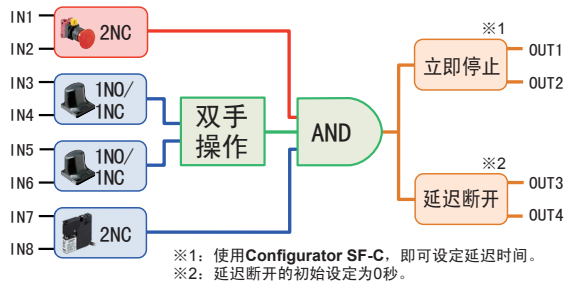 IN1
IN2
2NC
IN3
IN4
1NO/
1NC
IN5
IN6
1NO/
1NC
IN7
IN8
2NC
双手
操作
AND
※1
立即停止
OUT1
OUT2
※2
延迟断开
OUT3
OUT4
※1：使用Configurator SF-C，即可设定延迟时间。
※2：延迟断开的初始设定为0秒。